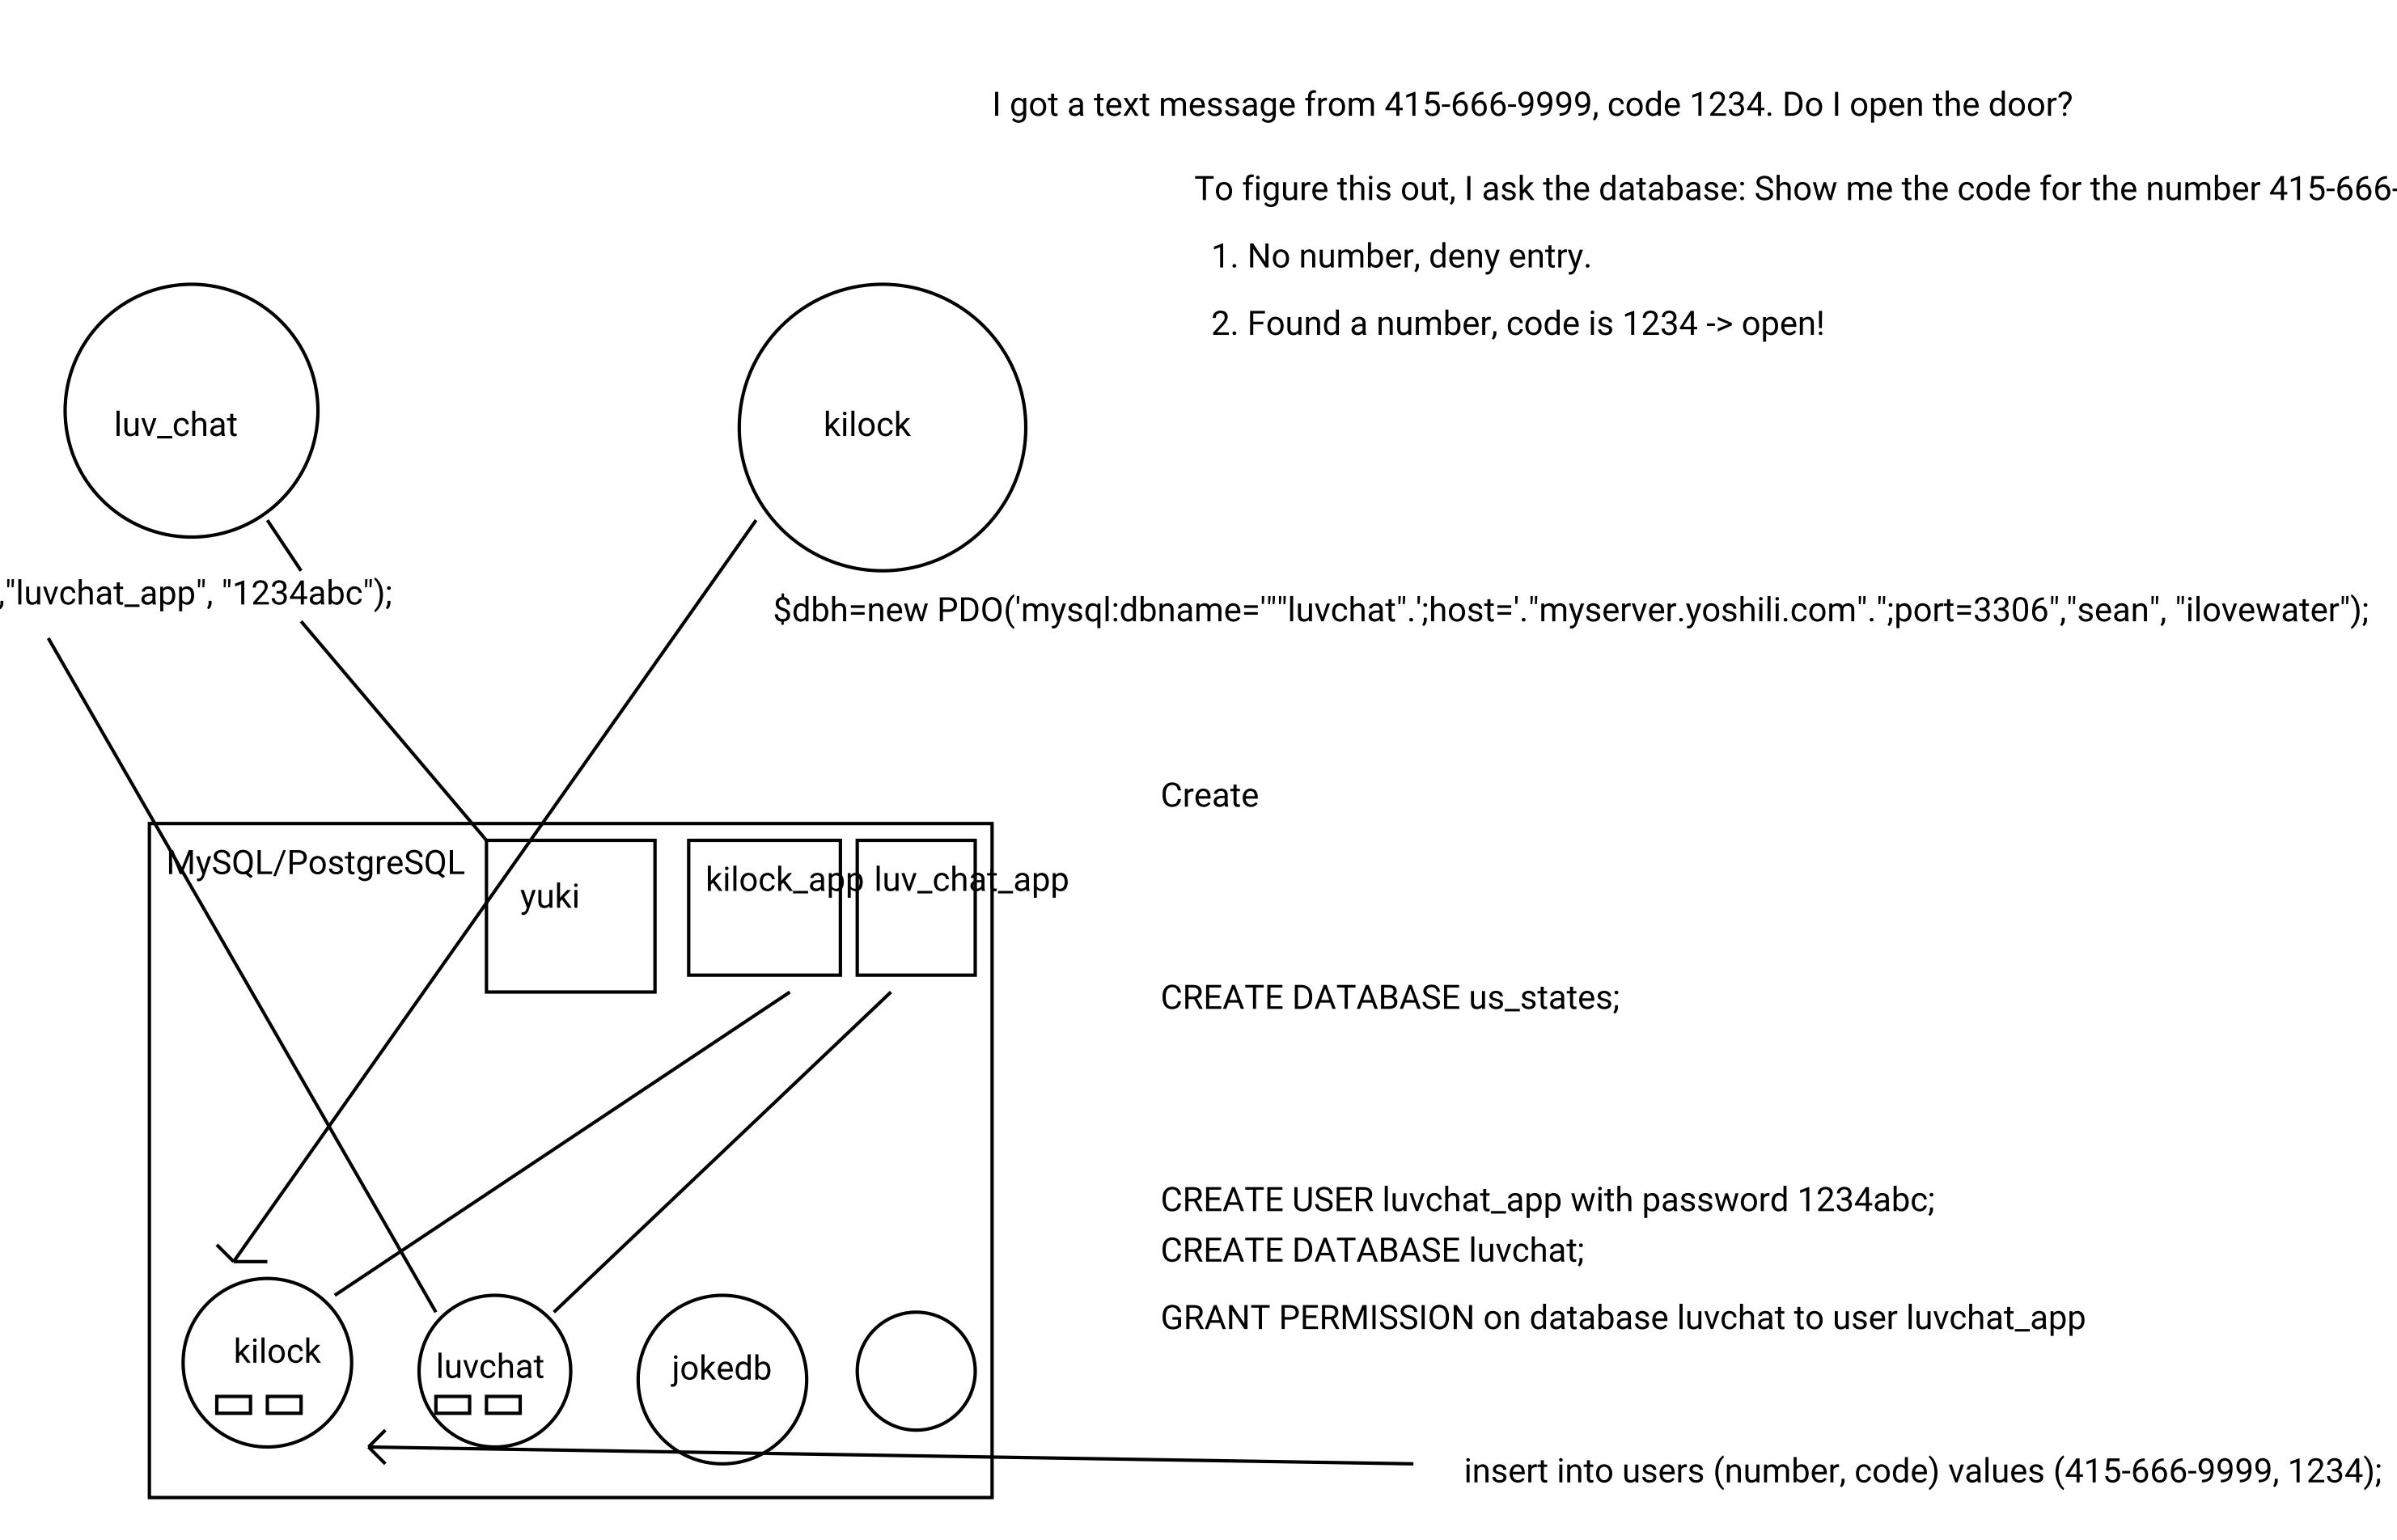 I got a text message from 415-666-9999, code 1234. Do I open the door?
To figure this out, I ask the database: Show me the code for the number 415-666-
1. No number, deny entry.
2. Found a number, code is 1234 -> open!
luv_chat
kilock
,"luvchat_app", "1234abc");
$dbh=new PDO('mysql:dbname='""luvchat".';host='."myserver.yoshili.com".";port=3306","sean", "ilovewater");
Create
MySQL/PostgreSQL
yuki
kilock_app
luv_chat_app
CREATE DATABASE us_states;
CREATE USER luvchat_app with password 1234abc;
CREATE DATABASE luvchat;
GRANT PERMISSION on database luvchat to user luvchat_app
kilock
luvchat
jokedb
insert into users (number, code) values (415-666-9999, 1234);